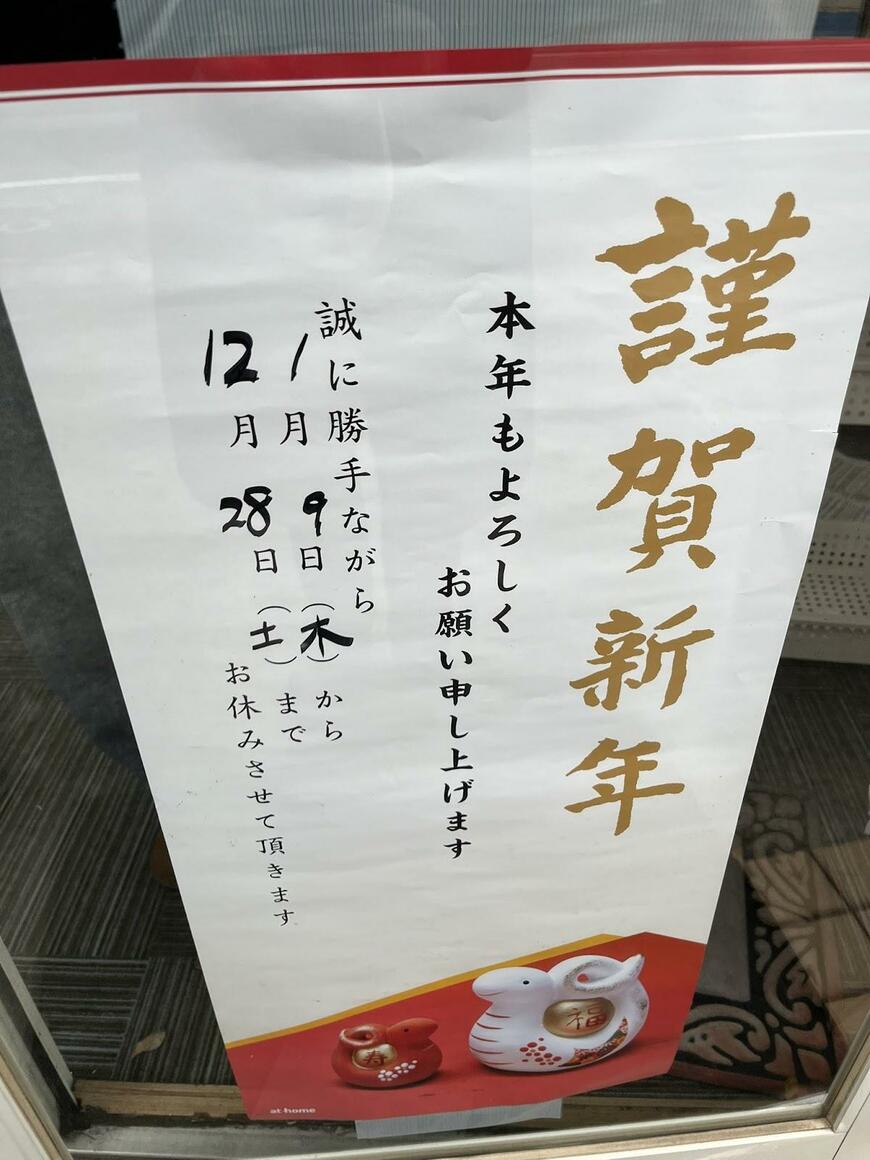 謹賀新年
本年もよろしく
お願い申し上げます
誠に勝手ながら
1月9日(木)から
12月28日(土)まで
お休みさせて頂きます
福
寿
at home